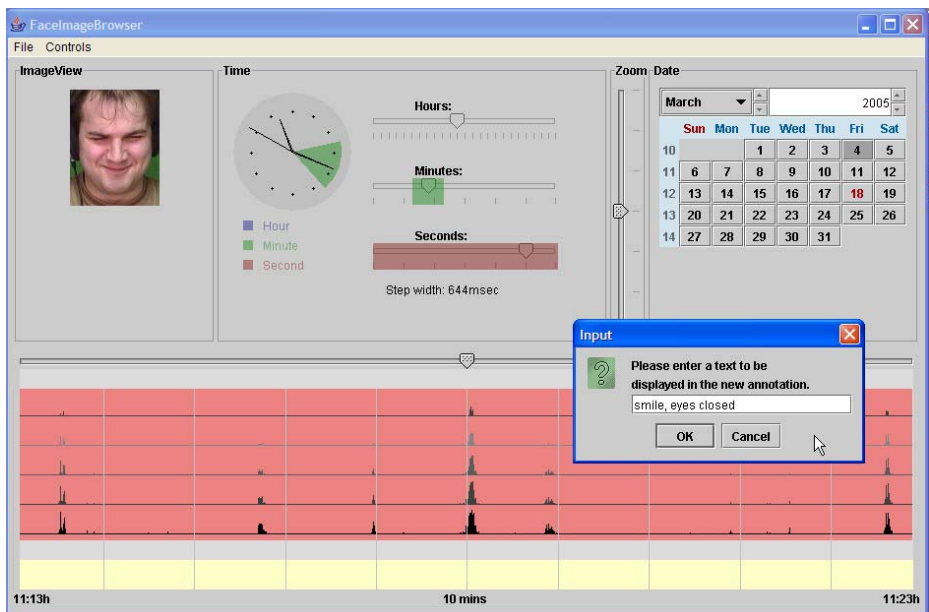 FaceImageBrowser
File Controls
ImageView
Time
Hours:
Minutes:
Seconds:
Hour
Minute
Second
Step width: 644msec
Zoom
Date
March 2005
Sun Mon Tue Wed Thu Fri Sat
10 1 2 3 4 5
11 6 7 8 9 10 11 12
12 13 14 15 16 17 18 19
13 20 21 22 23 24 25 26
14 27 28 29 30 31
Input
Please enter a text to be
displayed in the new annotation.
smile, eyes closed
OK Cancel
11:13h 10 mins 11:23h